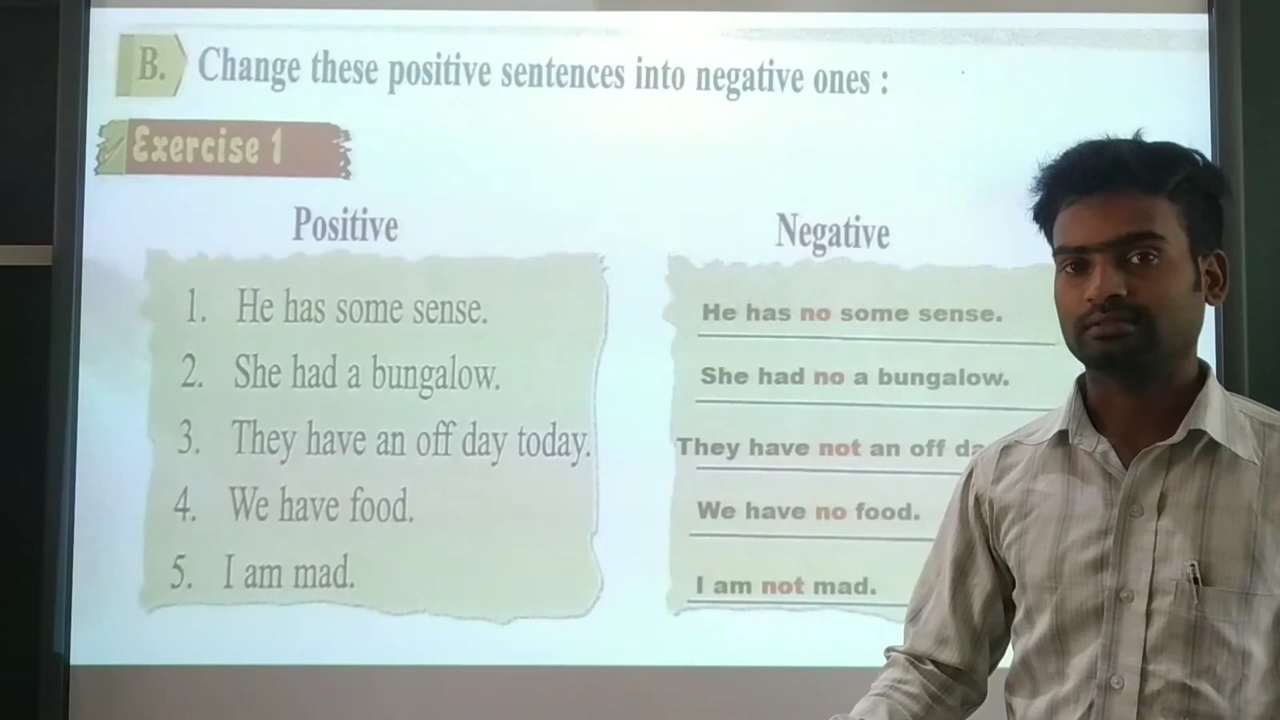 B. Change these positive sentences into negative ones :
Exercise 1
Positive
1. He has some sense.
2. She had a bungalow.
3. They have an off day today.
4. We have food.
5. I am mad.
Negative
He has no some sense.
She had no a bungalow.
They have not an off
We have no food.
I am not mad.